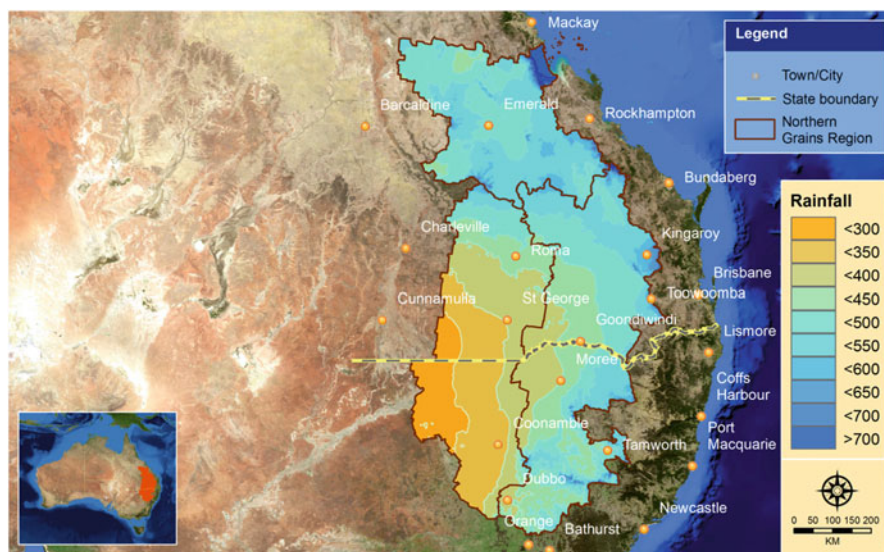 Mackay
Barcaldine
Emerald
Rockhampton
Bundaberg
Charleville
Roma
Kingaroy
Brisbane
Cunnamulla
St George
Toowoomba
Goondiwindi
Lismore
Moree
Coffs
Harbour
Coonamble
Port
Macquarie
Tamworth
Dubbo
Orange
Bathurst
Newcastle
Legend
Town/City
State boundary
Northern
Grains Region
Rainfall
<300
<350
<400
<450
<500
<550
<600
<650
<700
>700
0 50 100 150 200
KM